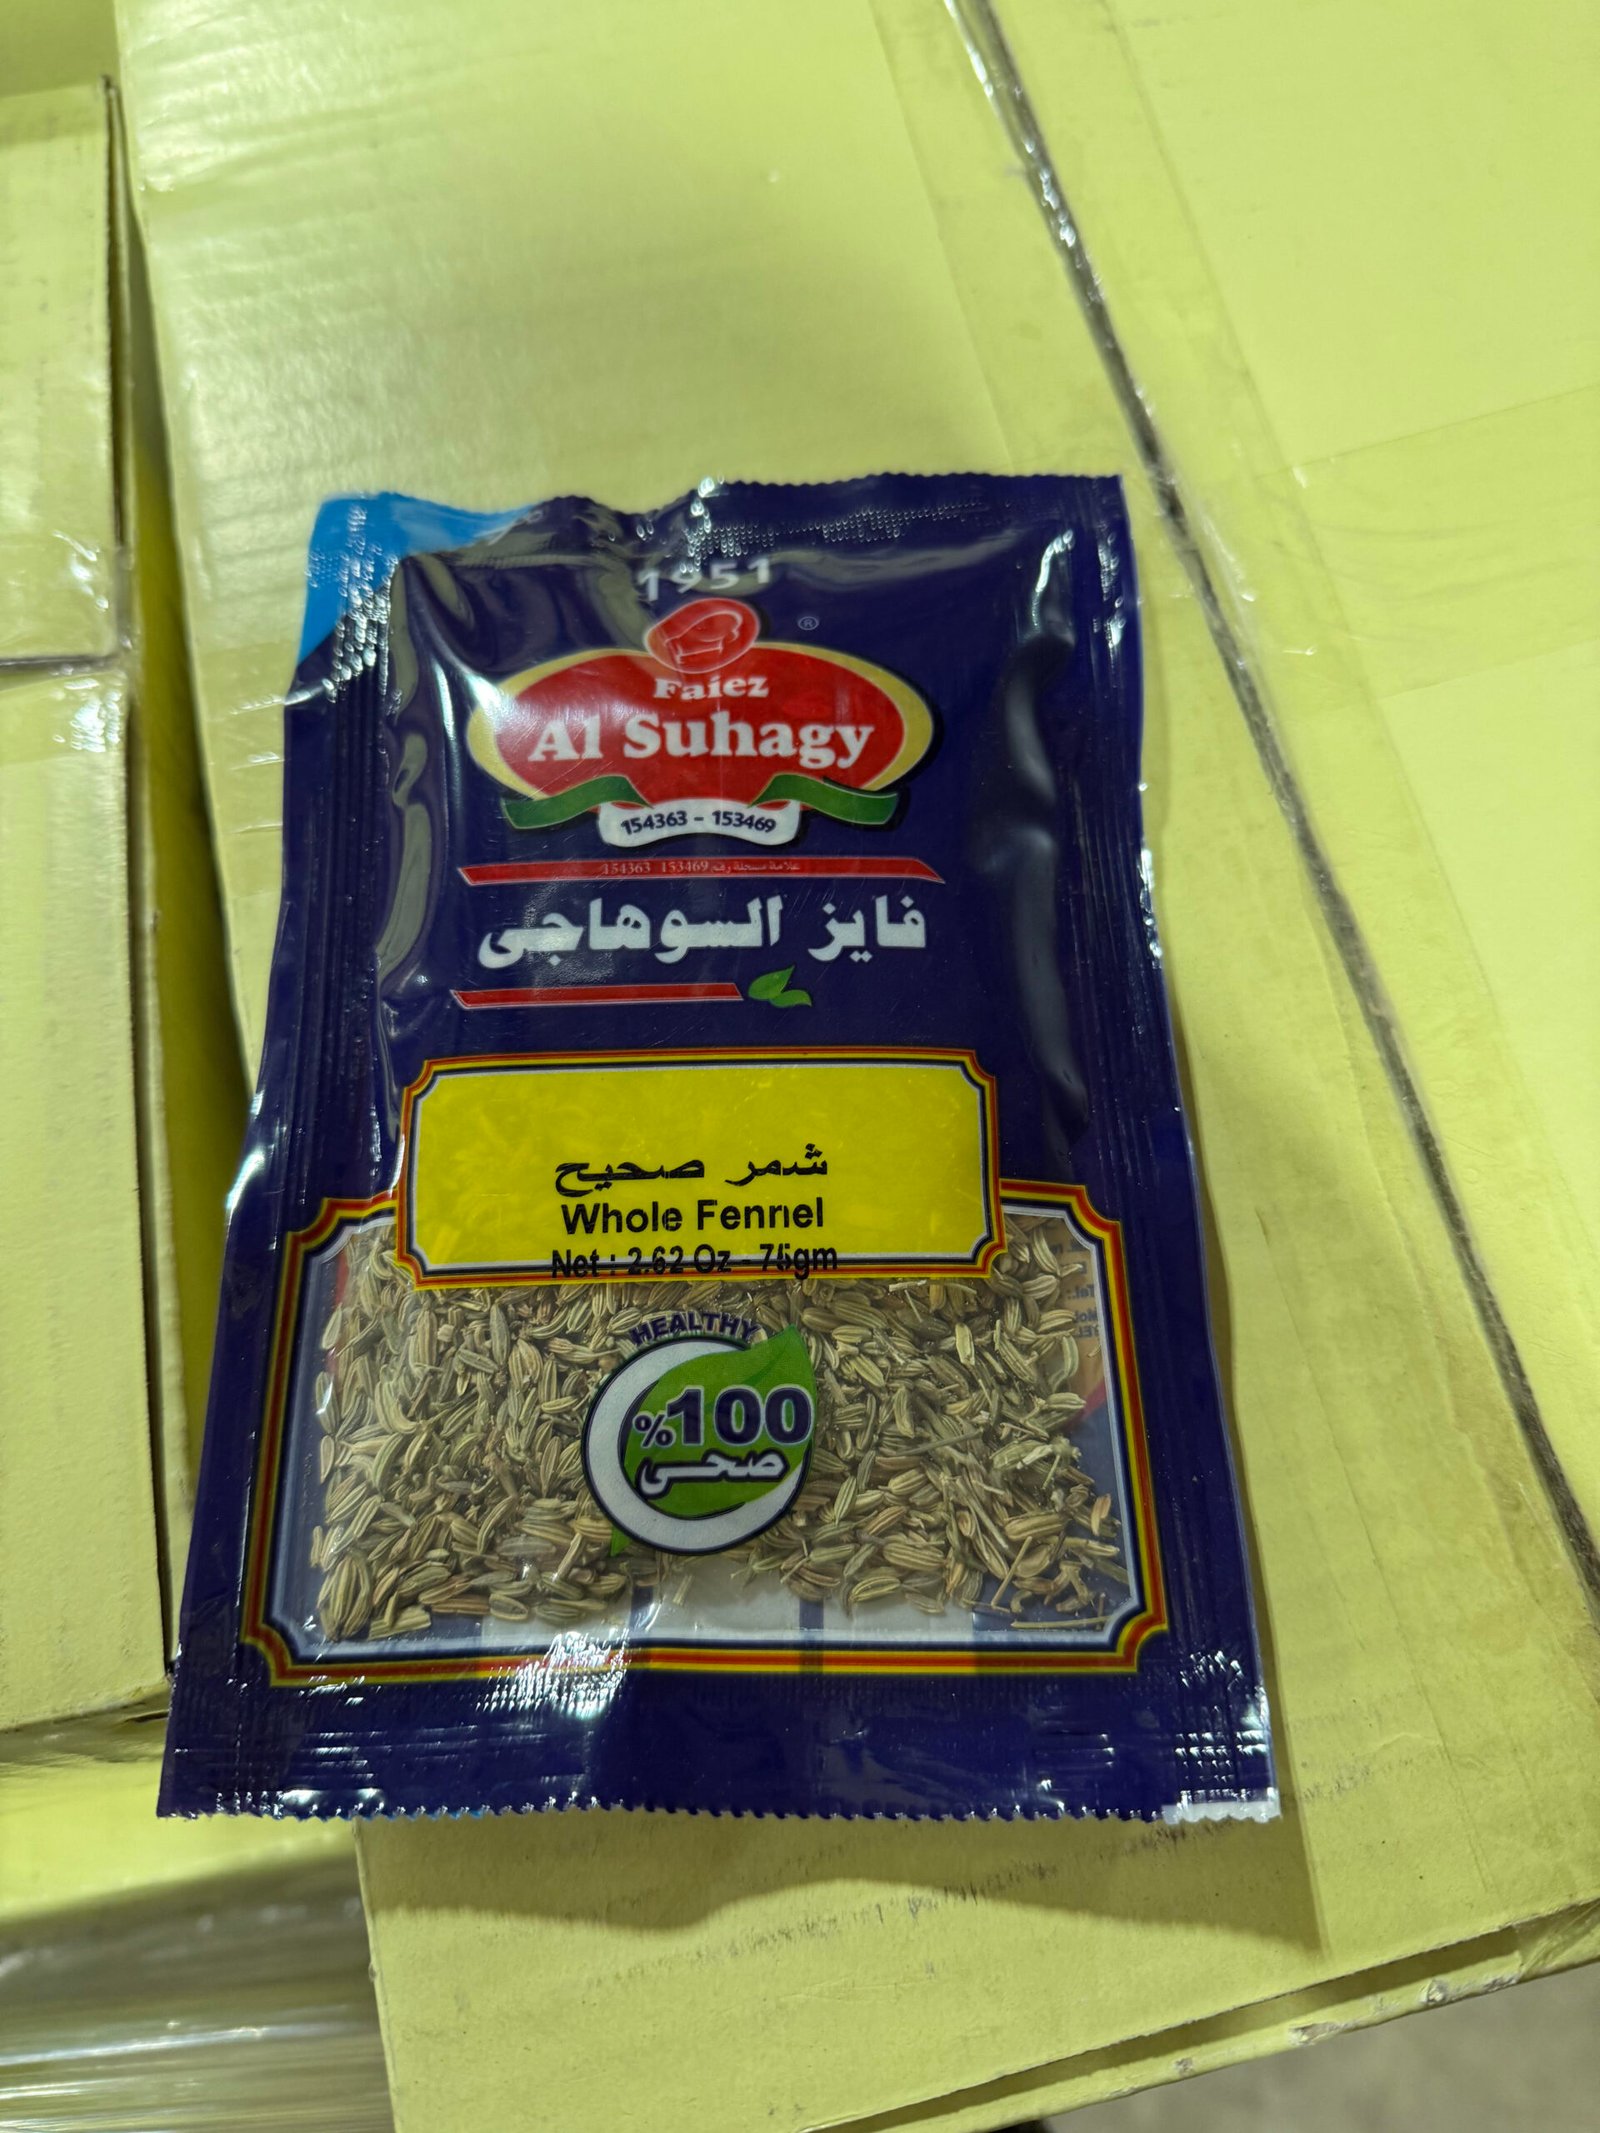 1951
®
Faiez
Al Suhagy
154363 - 153469
علامة مسجلة رقم 153469 154363
فايز السوهاجى
شمر صحيح
Whole Fennel
Net : 2.62 Oz - 75gm
HEALTHY
%100
صحى